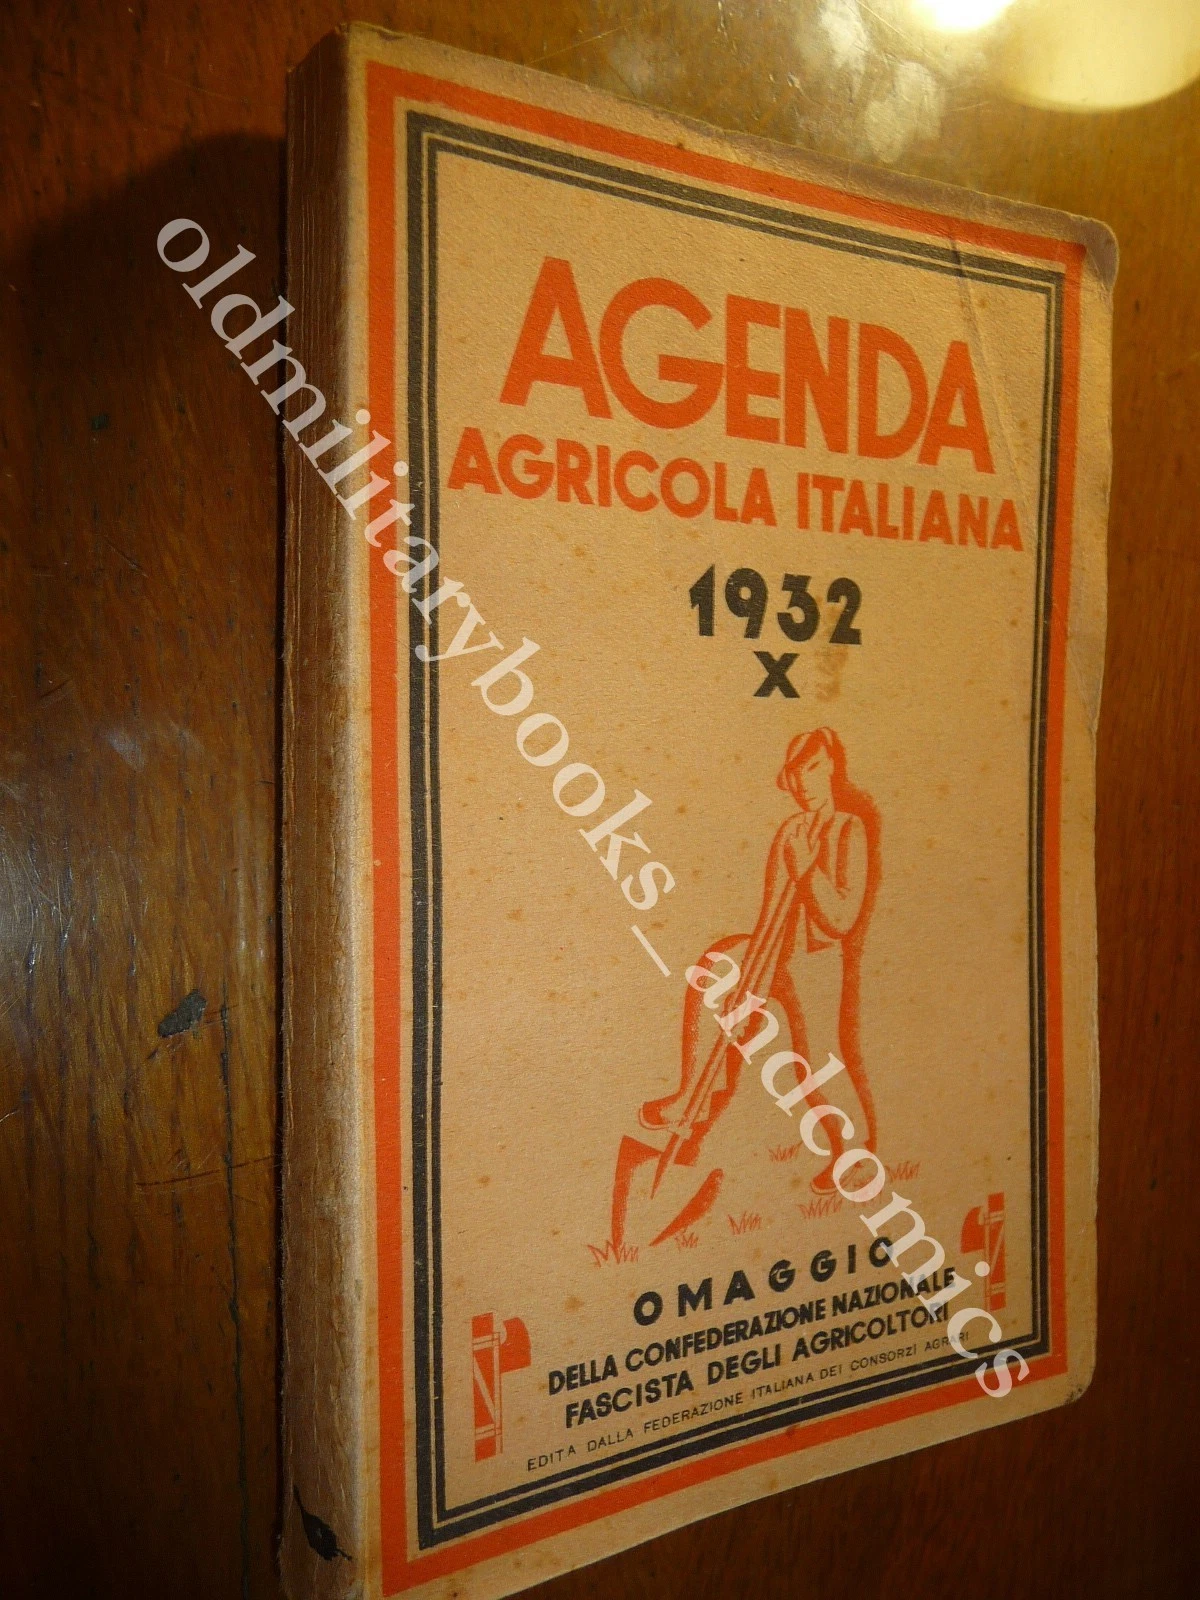 AGENDA
AGRICOLA ITALIANA
1932
X
OMAGGIO
DELLA CONFEDERAZIONE NAZIONALE
FASCISTA DEGLI AGRICOLTORI
EDITA DALLA FEDERAZIONE ITALIANA DEI CONSORZI AGRARI
oldmilitarybooks_andcomics